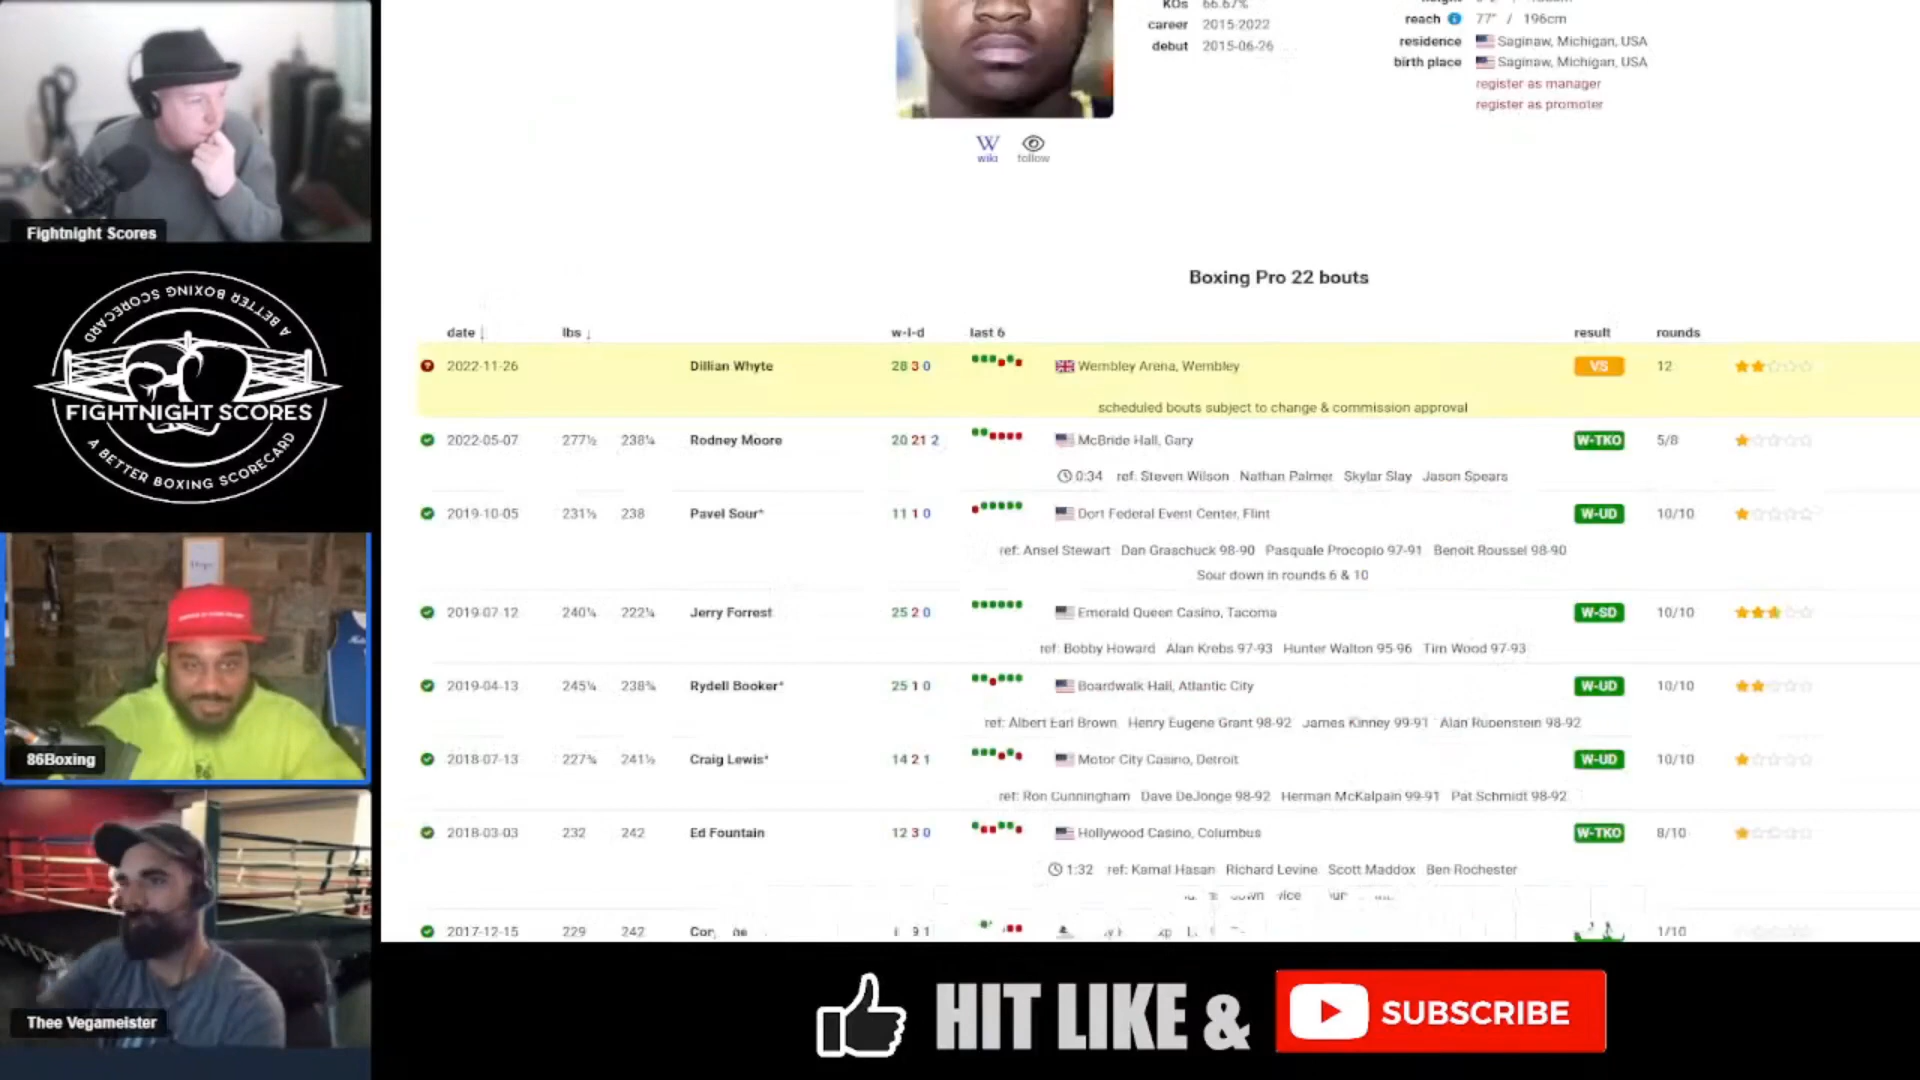 KOs 66.67%
career 2015-2022
debut 2015-06-26
reach 77" / 196cm
residence Saginaw, Michigan, USA
birth place Saginaw, Michigan, USA
register as manager
register as promoter
W
wiki follow
Fightnight Scores
A BETTER BOXING SCORECARD
FIGHTNIGHT SCORES
A BETTER BOXING SCORECARD
86Boxing
Thee Vegameister
Boxing Pro 22 bouts
date lbs w-l-d last 6 result rounds
2022-11-26 Dillian Whyte 28 3 0 Wembley Arena, Wembley VS 12
scheduled bouts subject to change & commission approval
2022-05-07 277½ 238¼ Rodney Moore 20 21 2 McBride Hall, Gary W-TKO 5/8
0:34 ref: Steven Wilson Nathan Palmer Skylar Slay Jason Spears
2019-10-05 231½ 238 Pavel Sour* 11 1 0 Dort Federal Event Center, Flint W-UD 10/10
ref: Ansel Stewart Dan Graschuck 98-90 Pasquale Procopio 97-91 Benoit Roussel 98-90
Sour down in rounds 6 & 10
2019-07-12 240¼ 222¼ Jerry Forrest 25 2 0 Emerald Queen Casino, Tacoma W-SD 10/10
ref: Bobby Howard Alan Krebs 97-93 Hunter Walton 95-96 Tim Wood 97-93
2019-04-13 245¼ 238¾ Rydell Booker* 25 1 0 Boardwalk Hall, Atlantic City W-UD 10/10
ref: Albert Earl Brown Henry Eugene Grant 98-92 James Kinney 99-91 Alan Rubenstein 98-92
2018-07-13 227¾ 241½ Craig Lewis* 14 2 1 Motor City Casino, Detroit W-UD 10/10
ref: Ron Cunningham Dave DeJonge 98-92 Herman McKalpain 99-91 Pat Schmidt 98-92
2018-03-03 232 242 Ed Fountain 12 3 0 Hollywood Casino, Columbus W-TKO 8/10
1:32 ref: Kamal Hasan Richard Levine Scott Maddox Ben Rochester
2017-12-15 229 242 9 1 1/10
HIT LIKE & SUBSCRIBE